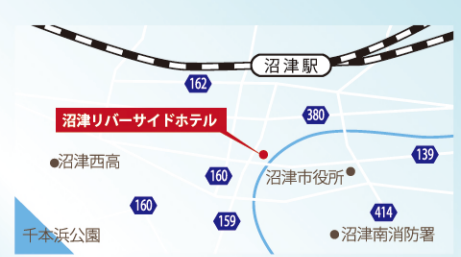 沼津駅
162
380
沼津リバーサイドホテル
139
沼津西高
160
沼津市役所
160
159
414
千本浜公園
沼津南消防署